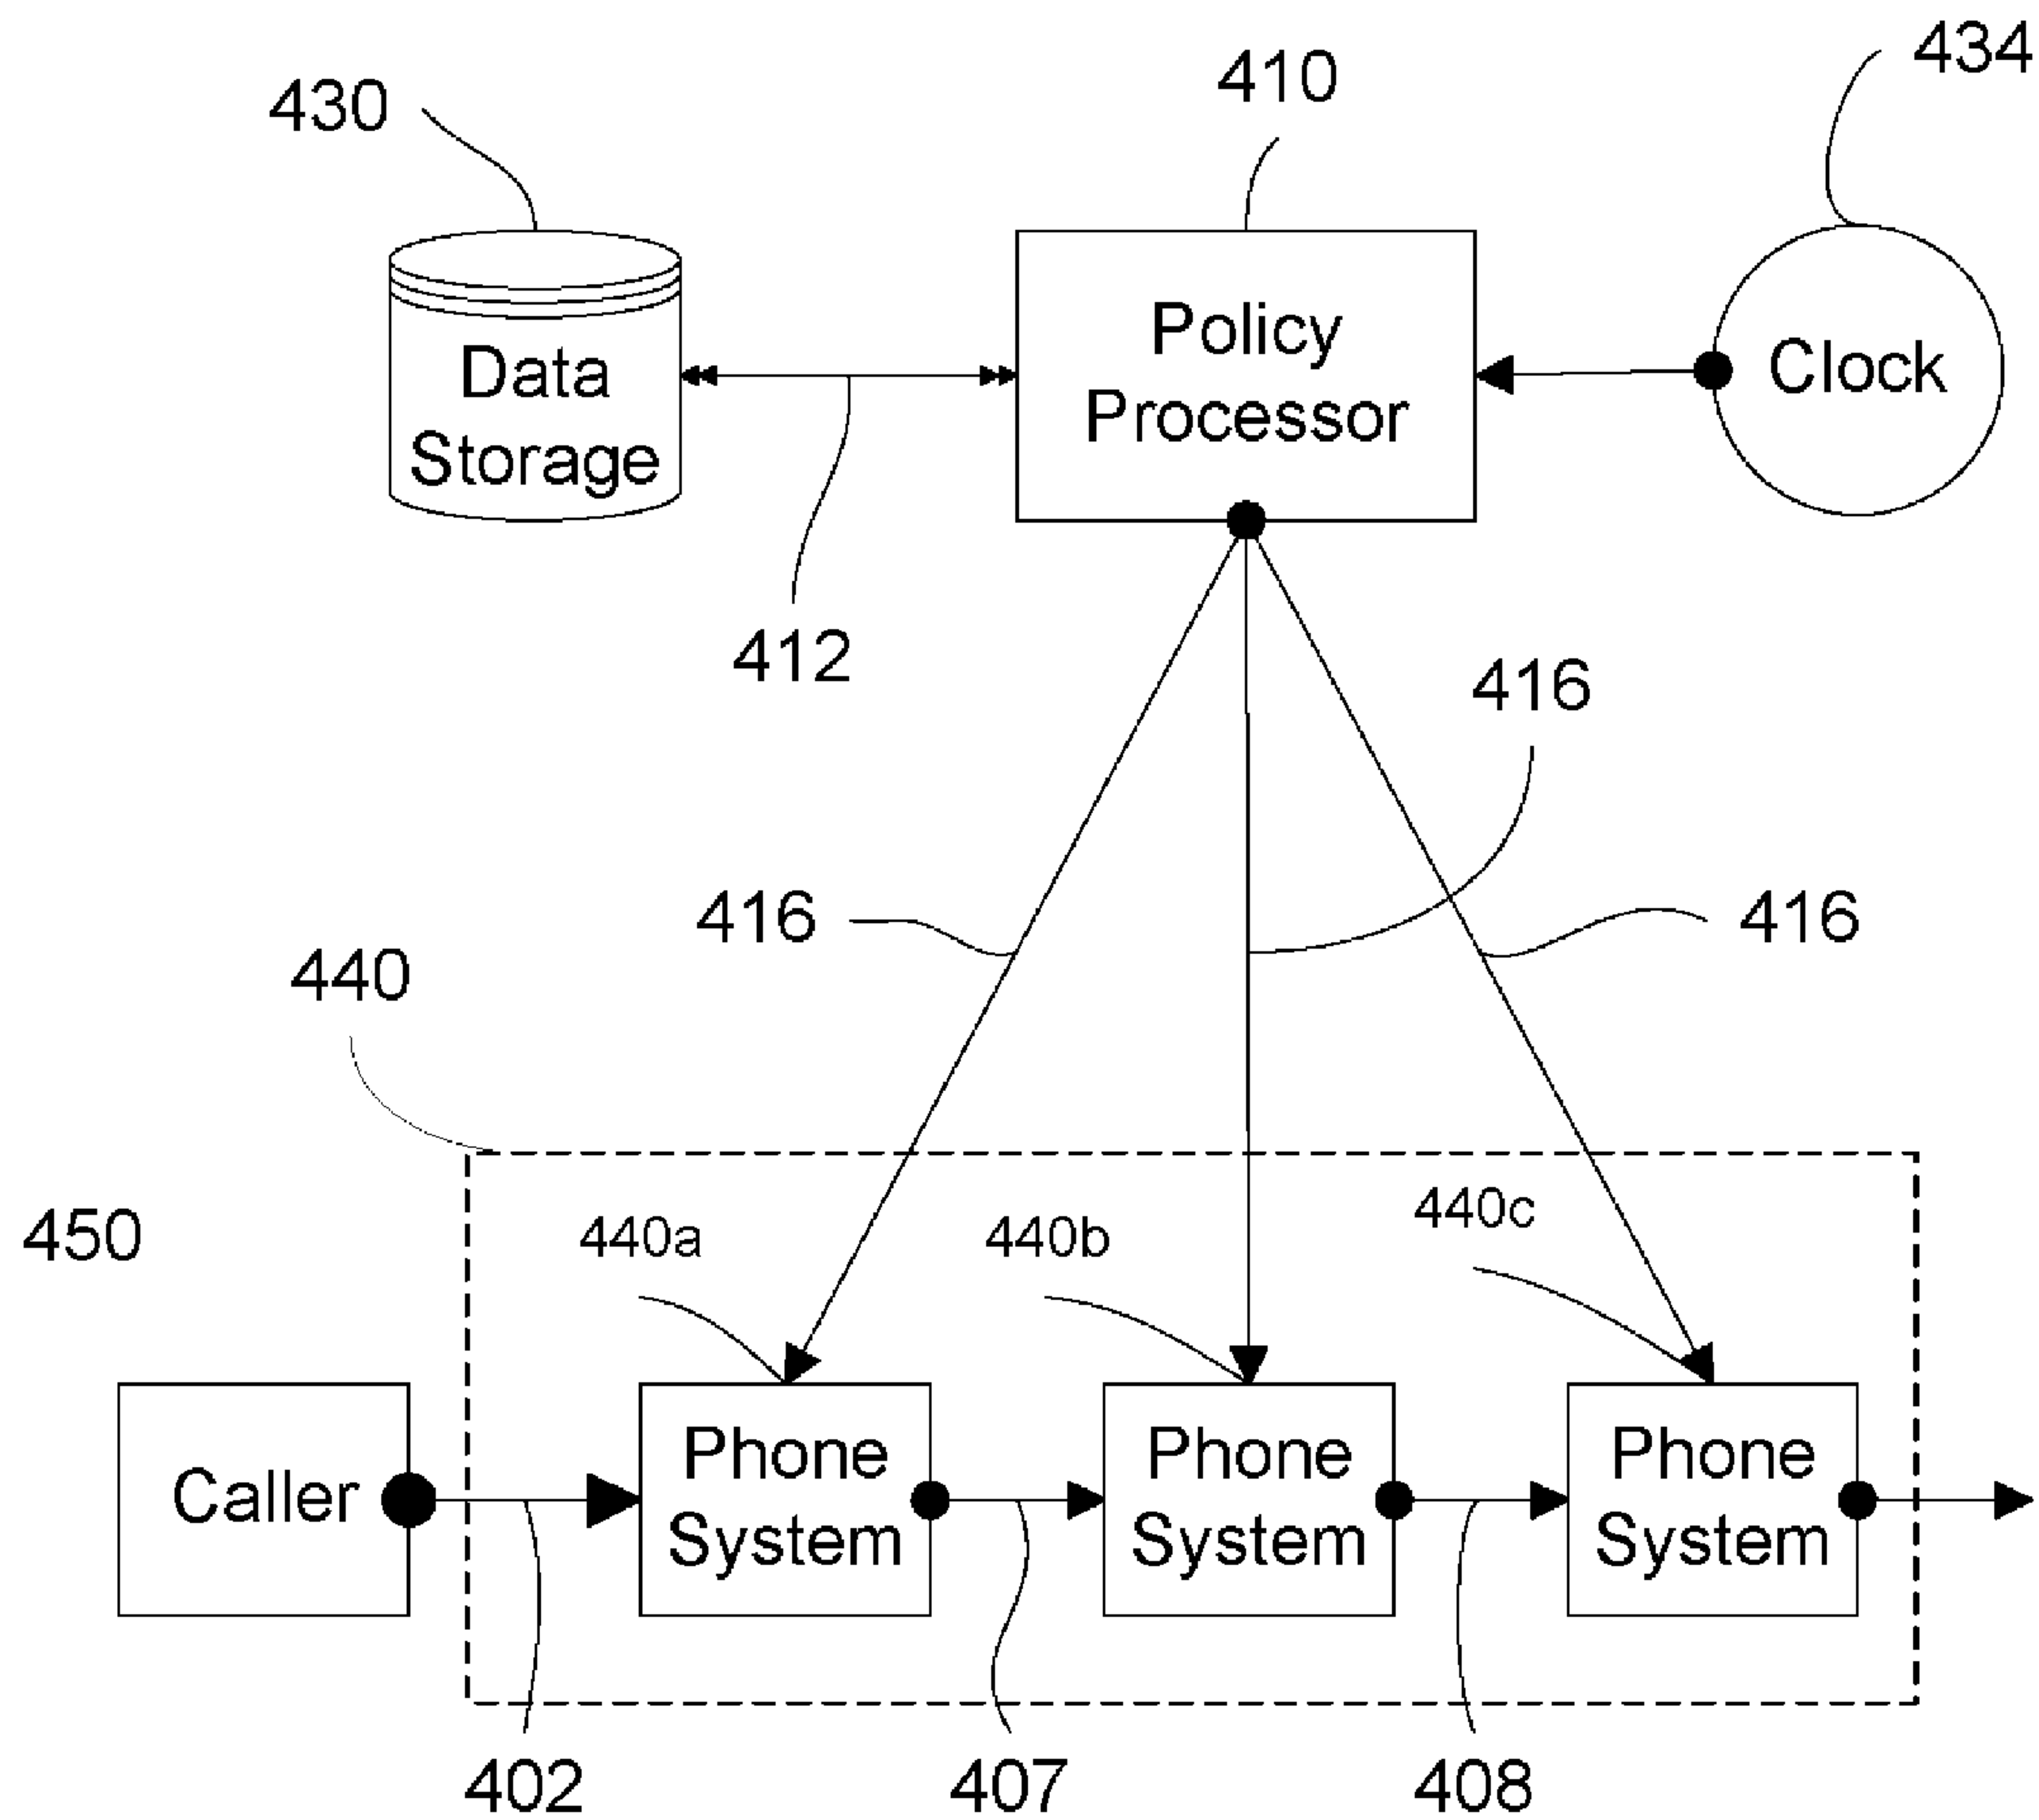 434
410
430
Policy
Processor
Clock
Data
Storage
412
416
416
416
440
440a
440b
440c
450
Caller
Phone
System
Phone
System
Phone
System
402
407
408